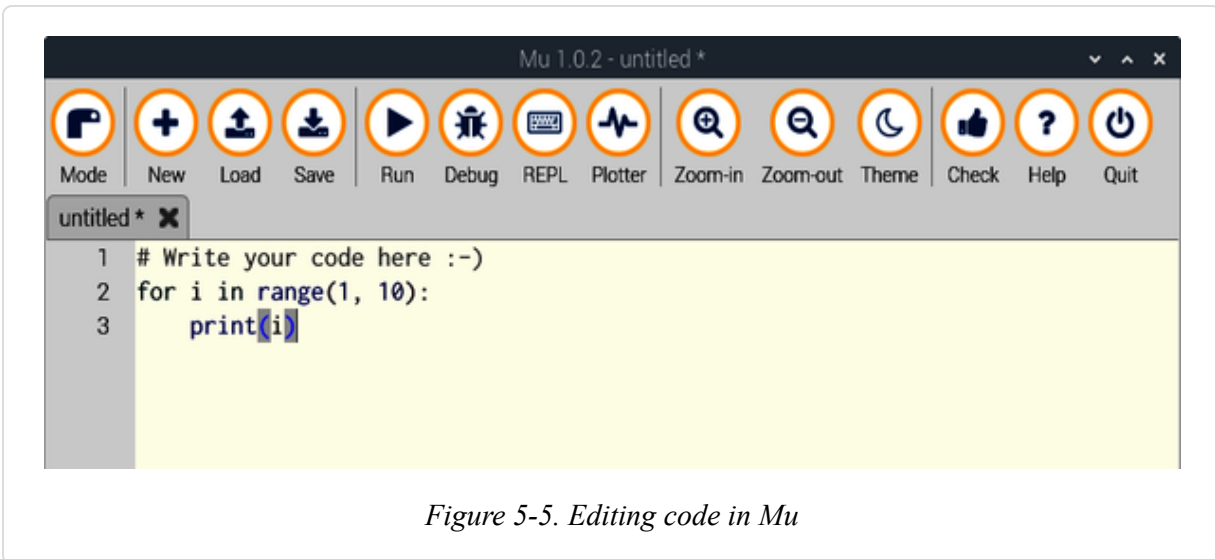 Mu 1.0.2 - untitled *
Mode New Load Save Run Debug REPL Plotter Zoom-in Zoom-out Theme Check Help Quit
untitled *
1 # Write your code here :-)
2 for i in range(1, 10):
3     print(i)
Figure 5-5. Editing code in Mu